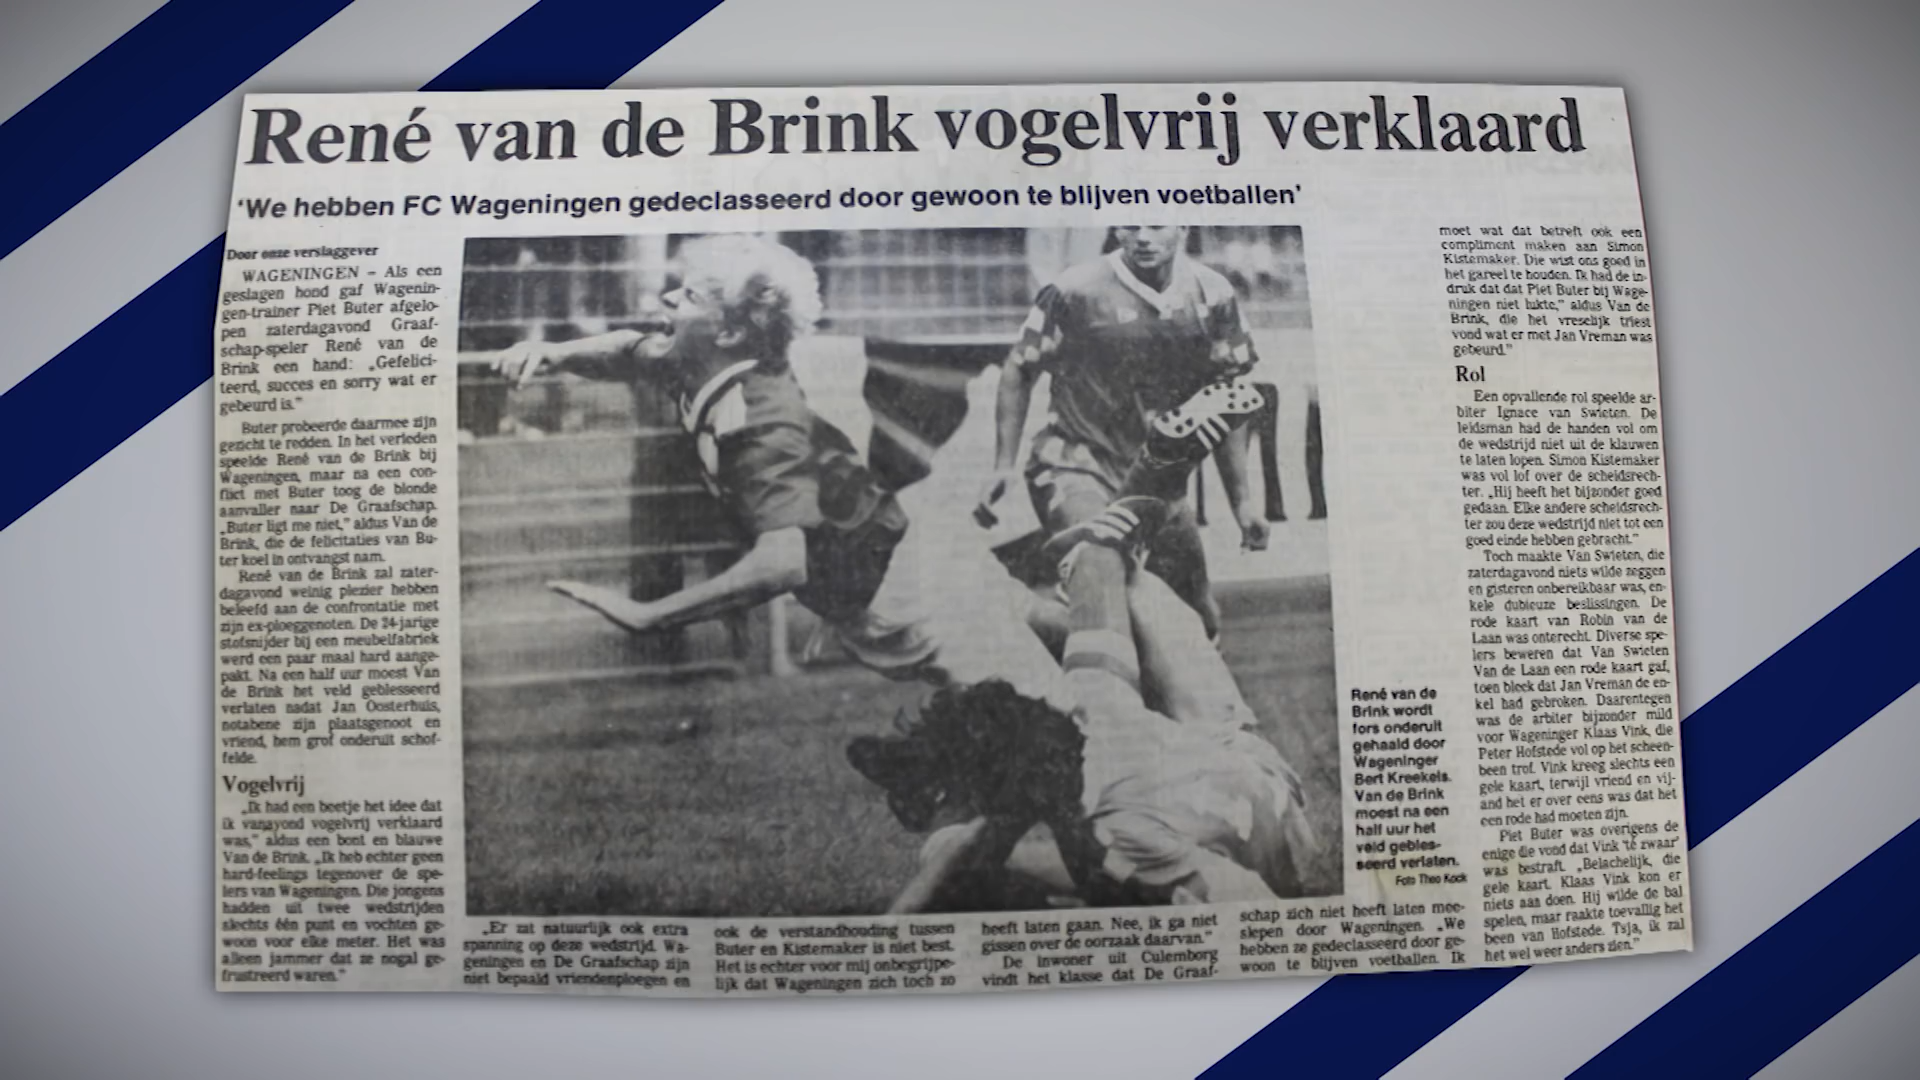 René van de Brink vogelvrij verklaard
'We hebben FC Wageningen gedeclasseerd door gewoon te blijven voetballen'
Door onze verslaggever
WAGENINGEN – Als een
geslagen hond gaf Wagenin-
gen-trainer Piet Buter afgelo-
pen zaterdagavond Graaf-
schap-speler René van de
Brink een hand: „Gefelici-
teerd, succes en sorry wat er
gebeurd is."
Buter probeerde daarmee zijn
gezicht te redden. In het verleden
speelde René van de Brink bij
Wageningen, maar na een con-
flict met Buter toog de blonde
aanvaller naar De Graafschap.
„Buter ligt me niet," aldus Van de
Brink, die de felicitaties van Bu-
ter koel in ontvangst nam.
René van de Brink zal zater-
dagavond weinig plezier hebben
beleefd aan de confrontatie met
zijn ex-ploeggenoten. De 24-jarige
stofsnijder bij een meubelfabriek
werd een paar maal hard aange-
pakt. Na een half uur moest Van
de Brink het veld geblesseerd
verlaten nadat Jan Oosterhuis,
notabene zijn plaatsgenoot en
vriend, hem grof onderuit schof-
felde.
Vogelvrij
„Ik had een beetje het idee dat
ik vanavond vogelvrij verklaard
was," aldus een bont en blauwe
Van de Brink. „Ik heb echter geen
hard-feelings tegenover de spe-
lers van Wageningen. Die jongens
hadden uit twee wedstrijden
slechts één punt en vochten ge-
woon voor elke meter. Het was
alleen jammer dat ze nogal ge-
frustreerd waren."
„Er zat natuurlijk ook extra
spanning op deze wedstrijd. Wa-
geningen en De Graafschap zijn
niet bepaald vriendenploegen en
ook de verstandhouding tussen
Buter en Kistemaker is niet best.
Het is echter voor mij onbegrijpe-
lijk dat Wageningen zich toch zo
heeft laten gaan. Nee, ik ga niet
gissen over de oorzaak daarvan."
De inwoner uit Culemborg
vindt het klasse dat De Graaf-
schap zich niet heeft laten mee-
slepen door Wageningen. „We
hebben ze gedeclasseerd door ge-
woon te blijven voetballen. Ik
René van de
Brink wordt
fors onderuit
gehaald door
Wageninger
Bert Kreekels.
Van de Brink
moest na een
half uur het
veld gebles-
seerd verlaten.
Foto Theo Kock
moet wat dat betreft ook een
compliment maken aan Simon
Kistemaker. Die wist ons goed in
het gareel te houden. Ik had de in-
druk dat dat Piet Buter bij Wage-
ningen niet lukte," aldus Van de
Brink, die het vreselijk triest
vond wat er met Jan Vreman was
gebeurd."
Rol
Een opvallende rol speelde ar-
biter Ignace van Swieten. De
leidsman had de handen vol om
de wedstrijd niet uit de klauwen
te laten lopen. Simon Kistemaker
was vol lof over de scheidsrech-
ter. „Hij heeft het bijzonder goed
gedaan. Elke andere scheidsrech-
ter zou deze wedstrijd niet tot een
goed einde hebben gebracht."
Toch maakte Van Swieten, die
zaterdagavond niets wilde zeggen
en gisteren onbereikbaar was, en-
kele dubieuze beslissingen. De
rode kaart van Robin van de
Laan was onterecht. Diverse spe-
lers beweren dat Van Swieten
Van de Laan een rode kaart gaf,
toen bleek dat Jan Vreman de en-
kel had gebroken. Daarentegen
was de arbiter bijzonder mild
voor Wageninger Klaas Vink, die
Peter Hofstede vol op het scheen-
been trof. Vink kreeg slechts een
gele kaart, terwijl vriend en vij-
and het er over eens was dat het
een rode had moeten zijn.
Piet Buter was overigens de
enige die vond dat Vink 'te zwaar'
was bestraft. „Belachelijk, die
gele kaart. Klaas Vink kon er
niets aan doen. Hij wilde de bal
spelen, maar raakte toevallig het
been van Hofstede. Tsja, ik zal
het wel weer anders zien."